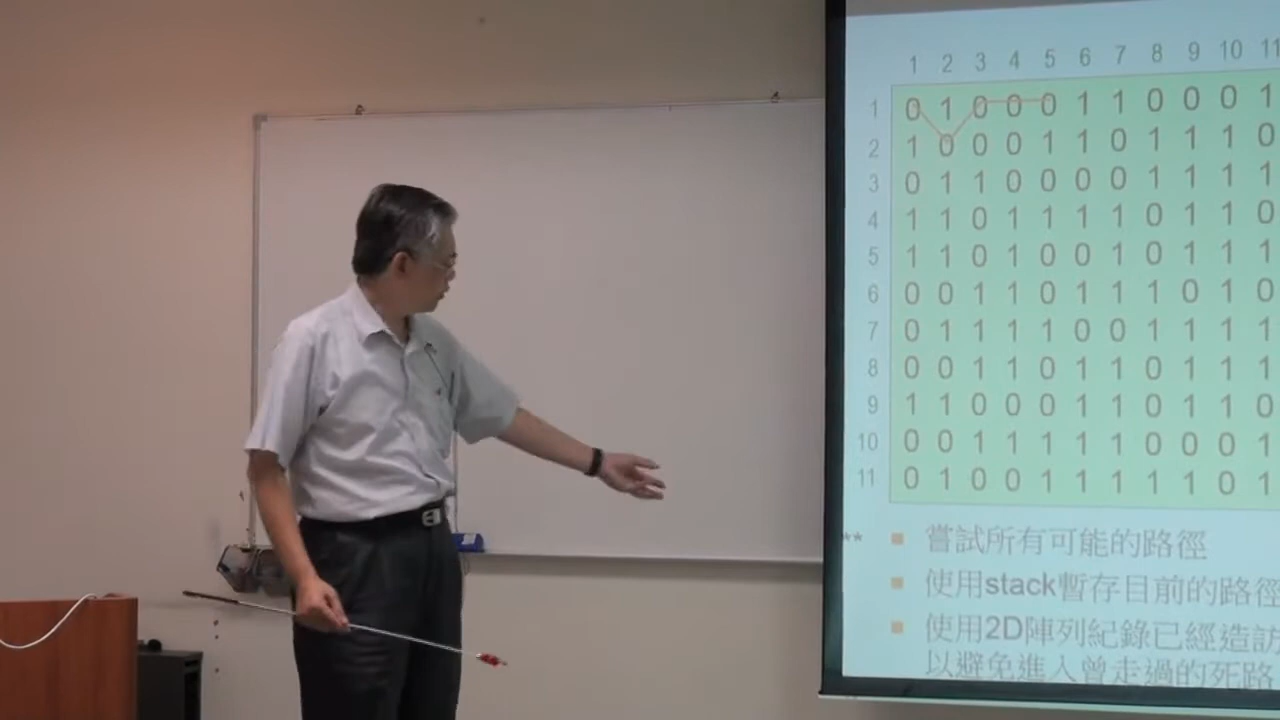 1 2 3 4 5 6 7 8 9 10 11
1 0 1 0 0 0 1 1 0 0 0 1
2 1 0 0 0 1 1 0 1 1 1 0
3 0 1 1 0 0 0 0 1 1 1 1
4 1 1 0 1 1 1 1 0 1 1 0
5 1 1 0 1 0 0 1 0 1 1 1
6 0 0 1 1 0 1 1 1 0 1 0
7 0 1 1 1 1 0 0 1 1 1 1
8 0 0 1 1 0 1 1 0 1 1 1
9 1 1 0 0 0 1 1 0 1 1 0
10 0 0 1 1 1 1 1 0 0 0 1
11 0 1 0 0 1 1 1 1 1 0 1
** ■ 嘗試所有可能的路徑
■ 使用stack暫存目前的路徑
■ 使用2D陣列紀錄已經造訪
以避免進入曾走過的死路